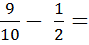 9/10 − 1/2 =